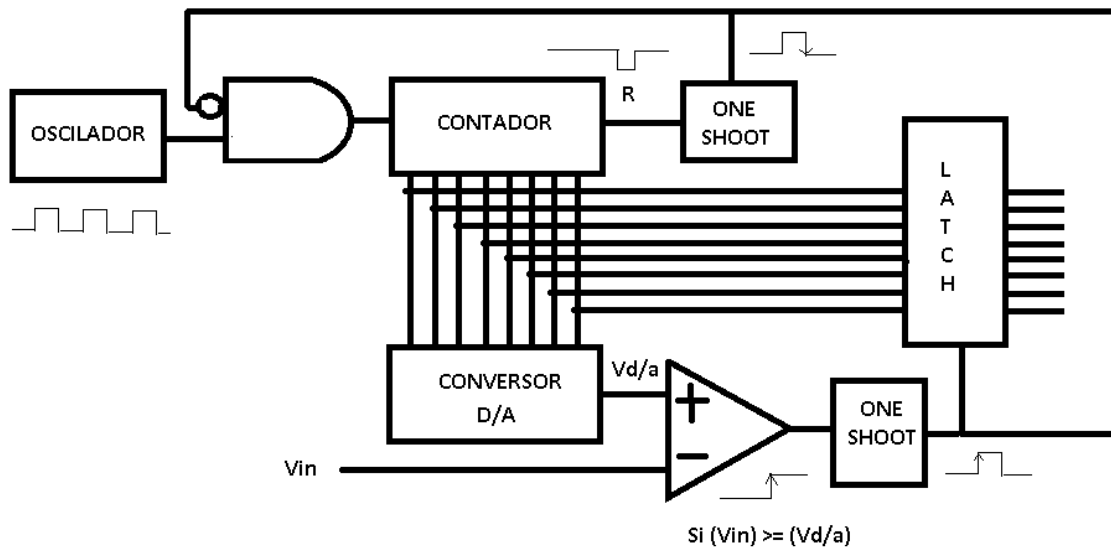 OSCILADOR
CONTADOR
R
ONE
SHOOT
L
A
T
C
H
CONVERSOR
D/A
Vd/a
+
−
ONE
SHOOT
Vin
Si (Vin) >= (Vd/a)